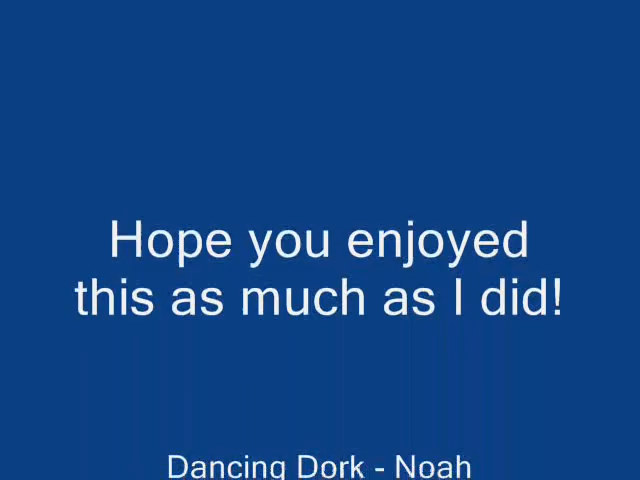 Hope you enjoyed
this as much as I did!
Dancing Dork - Noah